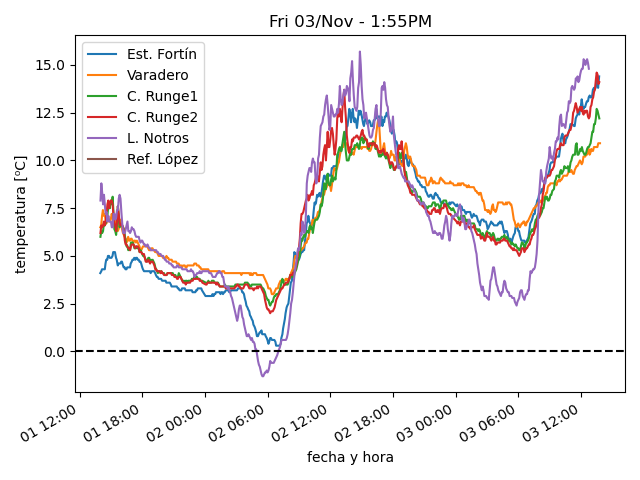 Fri 03/Nov - 1:55PM
temperatura [ºC]
15.0
12.5
10.0
7.5
5.0
2.5
0.0
Est. Fortín
Varadero
C. Runge1
C. Runge2
L. Notros
Ref. López
01 12:00
01 18:00
02 00:00
02 06:00
02 12:00
02 18:00
03 00:00
03 06:00
03 12:00
fecha y hora